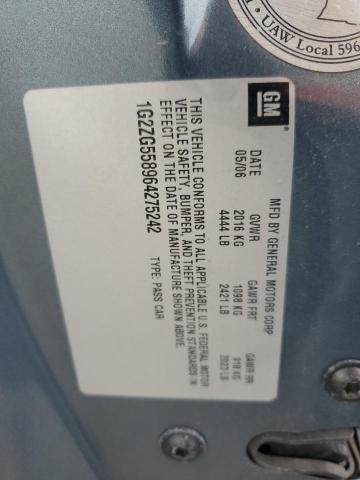 UAW Local 596
GM
MFD BY GENERAL MOTORS CORP
DATE GVWR GAWR FRT GAWR RR
05/06 2016 KG 1098 KG 918 KG
4444 LB 2421 LB 2023 LB
THIS VEHICLE CONFORMS TO ALL APPLICABLE U.S. FEDERAL MOTOR
VEHICLE SAFETY, BUMPER, AND THEFT PREVENTION STANDARDS IN
EFFECT ON THE DATE OF MANUFACTURE SHOWN ABOVE.
1G2ZG558964275242 TYPE: PASS CAR